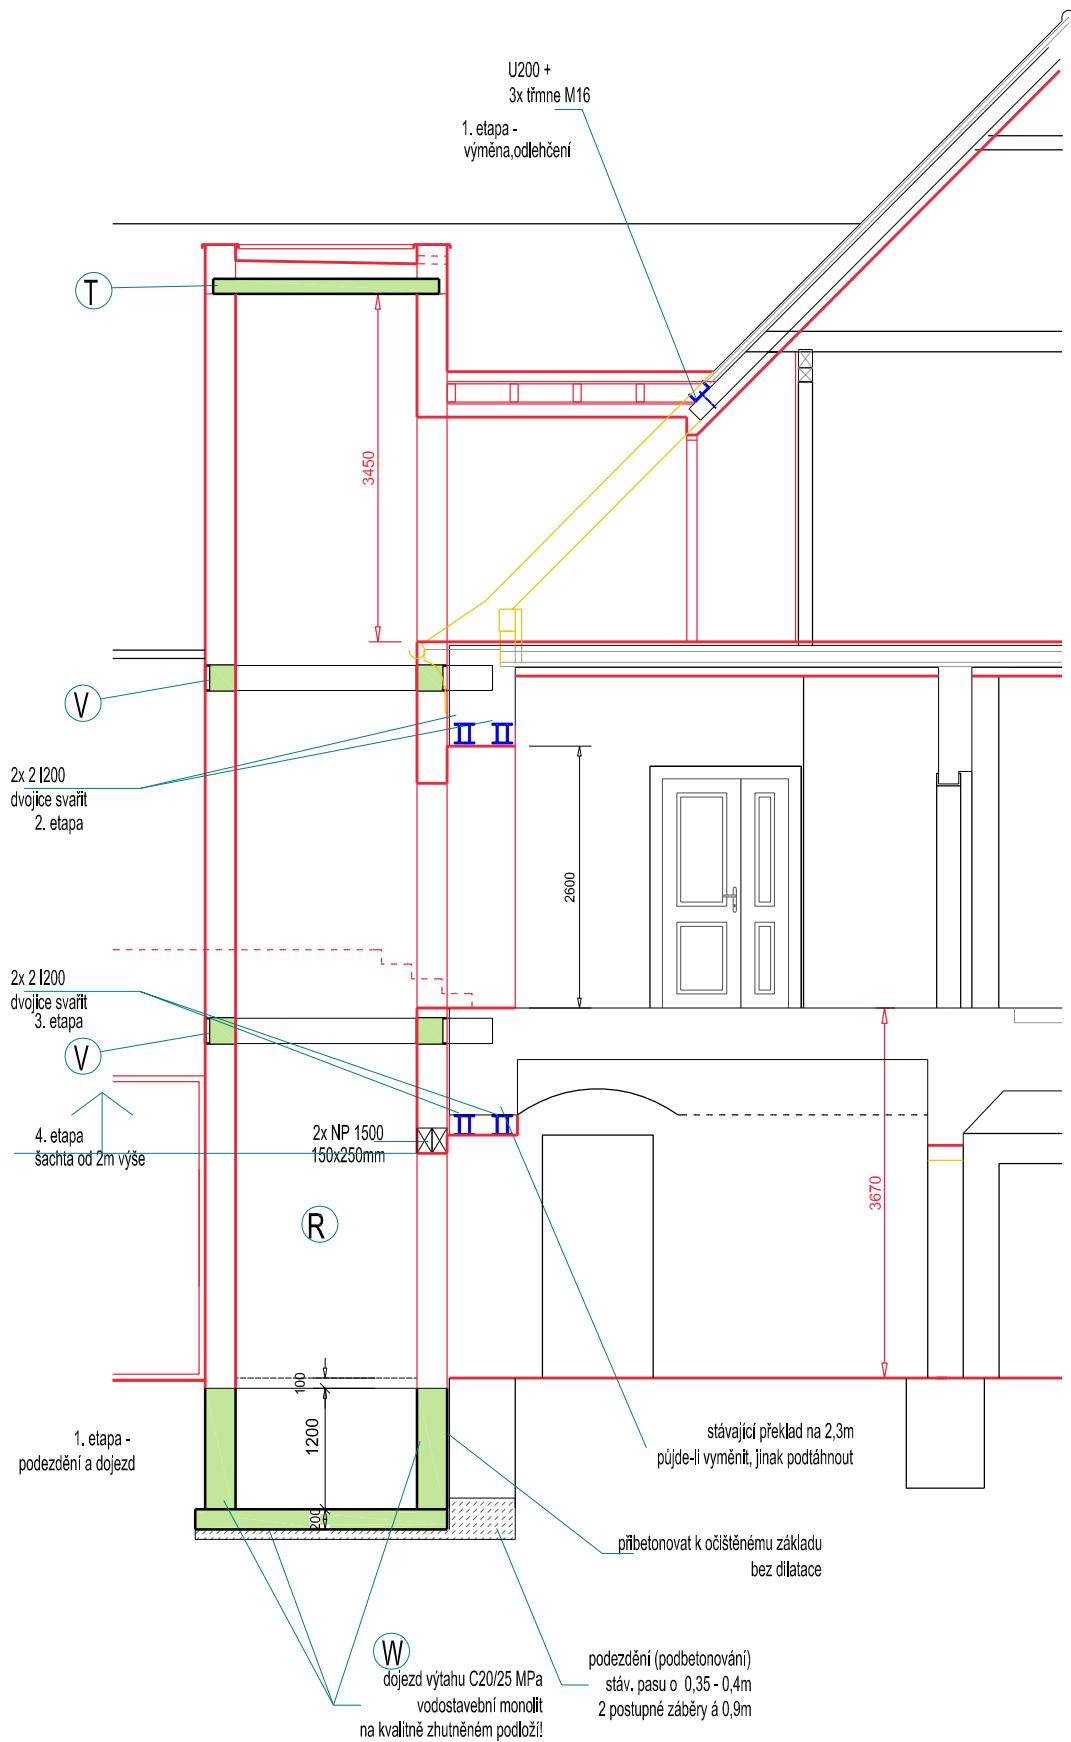 U200 +
3x třmne M16
1. etapa -
výměna,odlehčení
T
3450
V
2x 2 I200
dvojice svařit
2. etapa
2600
2x 2 I200
dvojice svařit
3. etapa
V
4. etapa
šachta od 2m výše
2x NP 1500
150x250mm
3670
R
100
1200
200
1. etapa -
podezdění a dojezd
stávající překlad na 2,3m
půjde-li vyměnit, jinak podtáhnout
přibetonovat k očištěnému základu
bez dilatace
W
dojezd výtahu C20/25 MPa
vodostavební monolit
na kvalitně zhutněném podloží!
podezdění (podbetonování)
stáv. pasu o 0,35 - 0,4m
2 postupné záběry á 0,9m